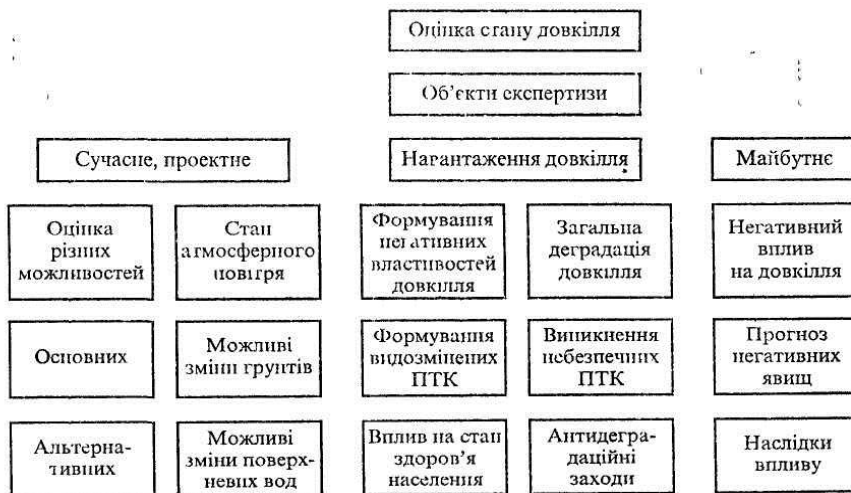 Оцінка стану довкілля
Об'єкти експертизи
Сучасне, проектне
Навантаження довкілля
Майбутнє
Оцінка
різних
можливостей
Стан
атмосферного
повітря
Формування
негативних
властивостей
довкілля
Загальна
деградація
довкілля
Негативний
вплив
на довкілля
Основних
Можливі
зміни грунтів
Формування
видозмінених
ПТК
Виникнення
небезпечних
ПТК
Прогноз
негативних
явищ
Альтерна-
тивних
Можливі
зміни поверх-
невих вод
Вплив на стан
здоров'я
населення
Антидегра-
даційні
заходи
Наслідки
впливу